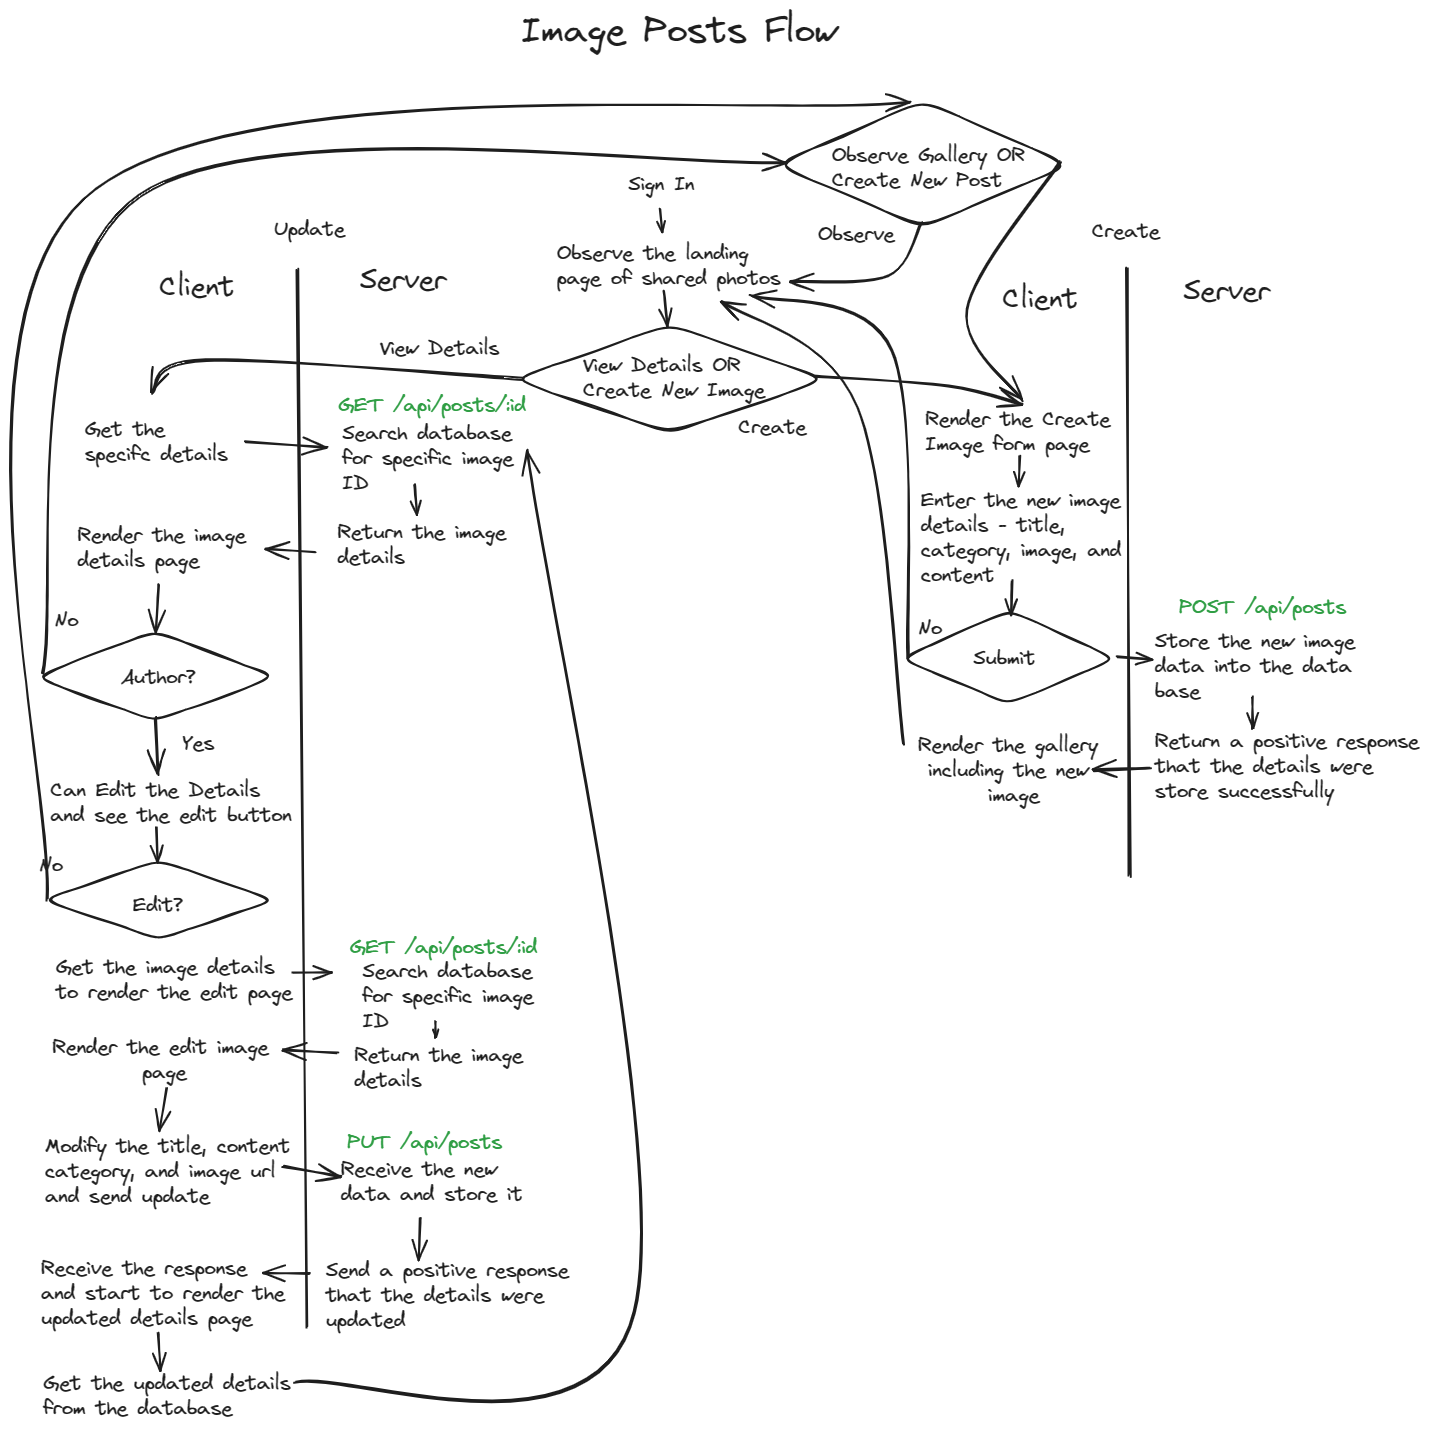 Image Posts Flow
Observe Gallery OR
Create New Post
Sign In
Observe
Update
Create
Observe the landing
page of shared photos
Client
Server
Client
Server
View Details
View Details OR
Create New Image
Create
GET /api/posts/:id
Get the
specifc details
Search database
for specific image
ID
Render the Create
Image form page
Enter the new image
details - title,
category, image, and
content
Render the image
details page
Return the image
details
No
Author?
Yes
No
Submit
POST /api/posts
Store the new image
data into the data
base
Render the gallery
including the new
image
Return a positive response
that the details were
store successfully
Can Edit the Details
and see the edit button
No
Edit?
GET /api/posts/:id
Get the image details
to render the edit page
Search database
for specific image
ID
Render the edit image
page
Return the image
details
PUT /api/posts
Modify the title, content
category, and image url
and send update
Receive the new
data and store it
Receive the response
and start to render the
updated details page
Send a positive response
that the details were
updated
Get the updated details
from the database